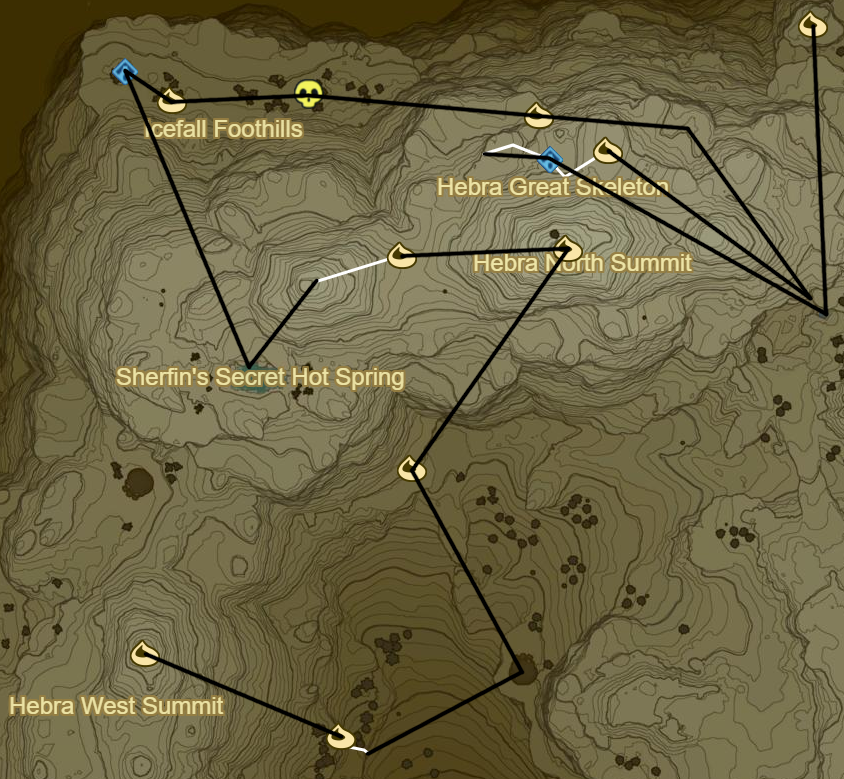 Icefall Foothills
Hebra Great Skeleton
Hebra North Summit
Sherfin's Secret Hot Spring
Hebra West Summit